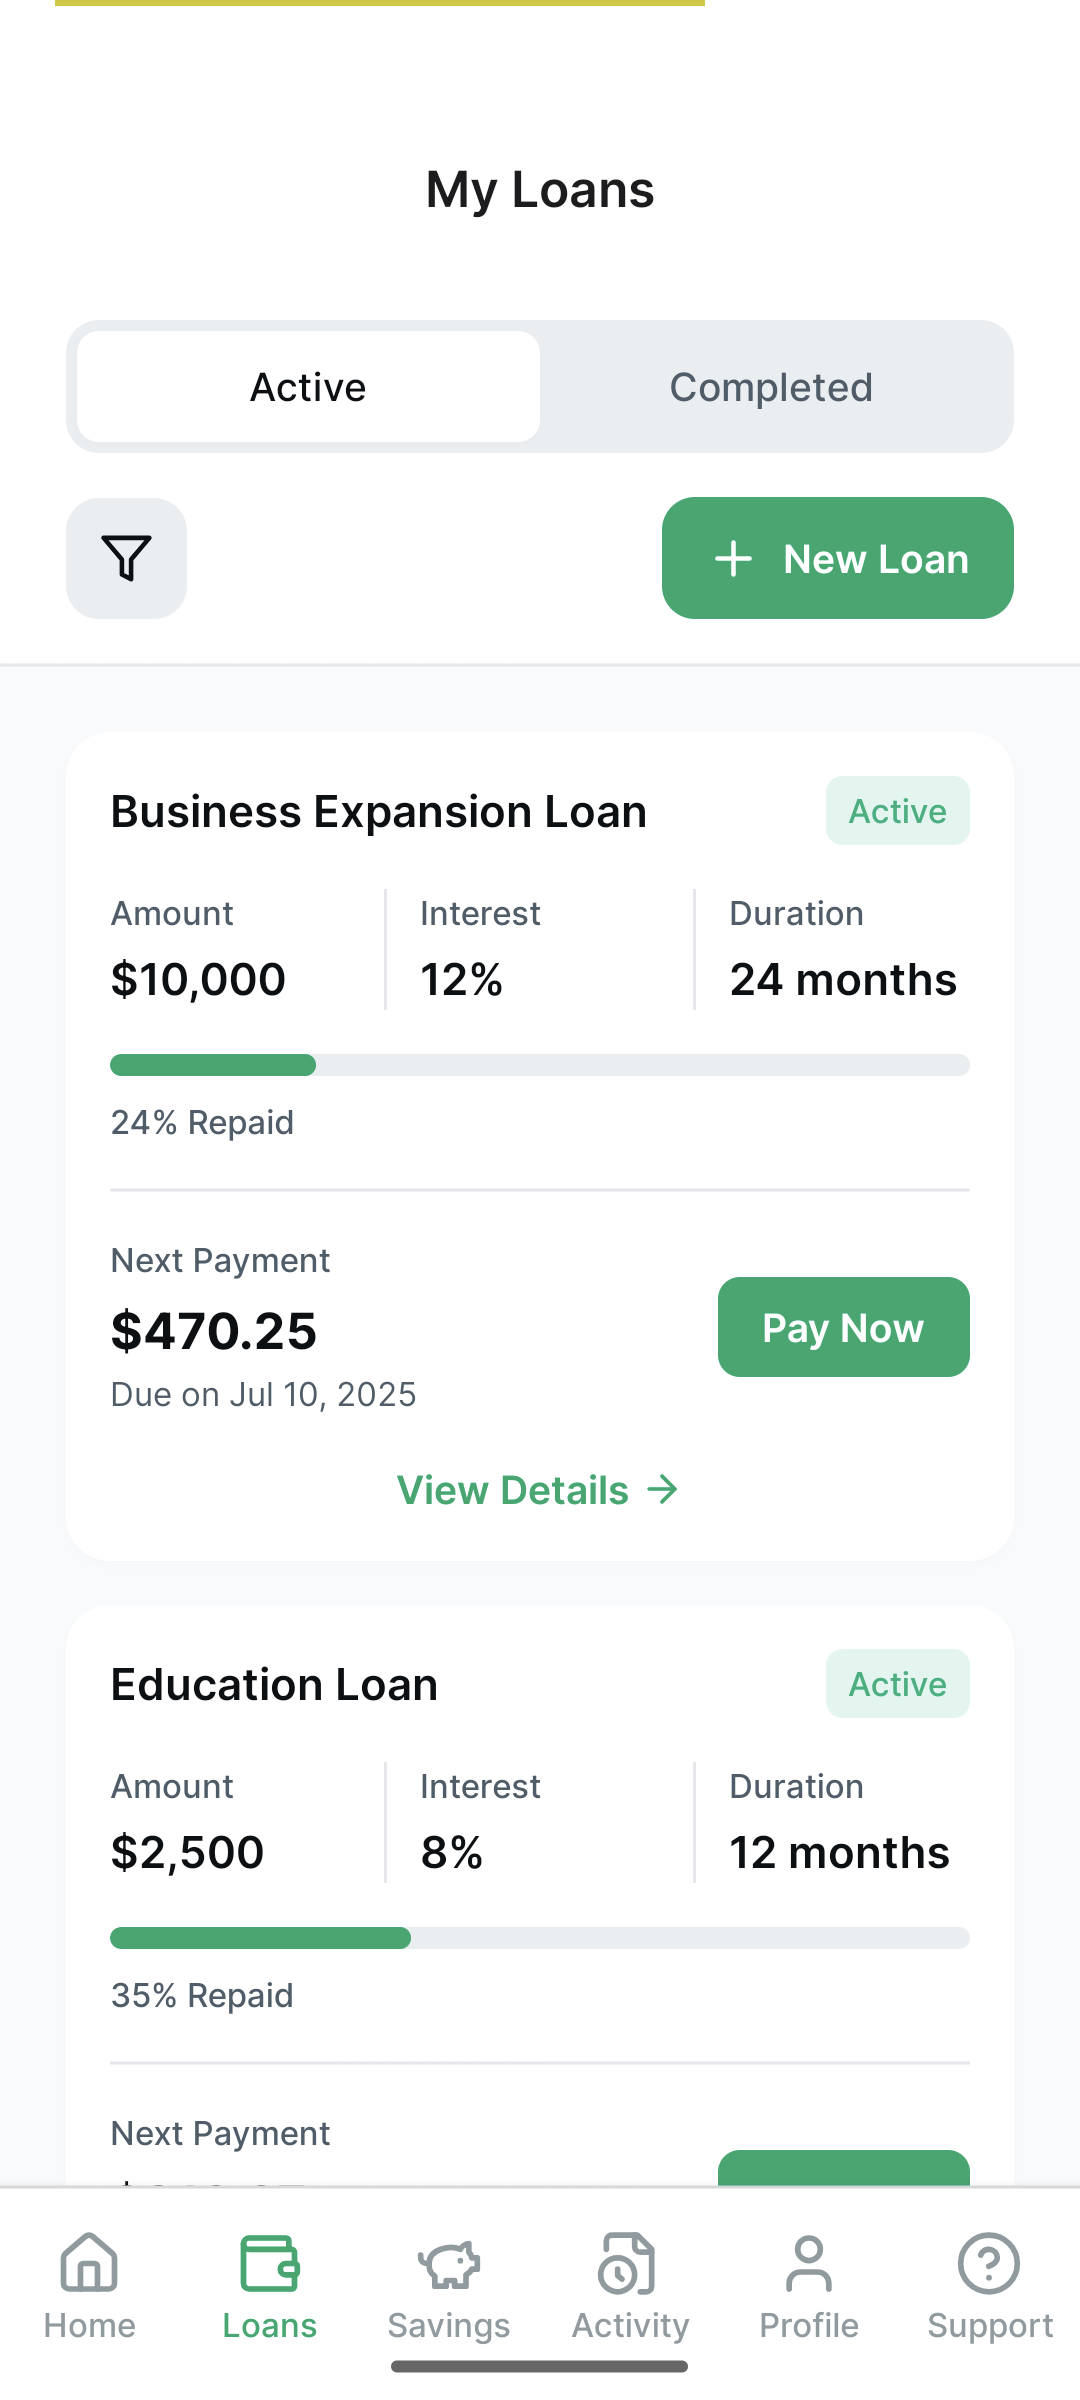 My Loans
Active
Completed
New Loan
Business Expansion Loan
Active
Amount
Interest
Duration
$10,000
12%
24 months
24% Repaid
Next Payment
$470.25
Pay Now
Due on Jul 10, 2025
View Details
Education Loan
Active
Amount
Interest
Duration
$2,500
8%
12 months
35% Repaid
Next Payment
Home
Loans
Savings
Activity
Profile
Support